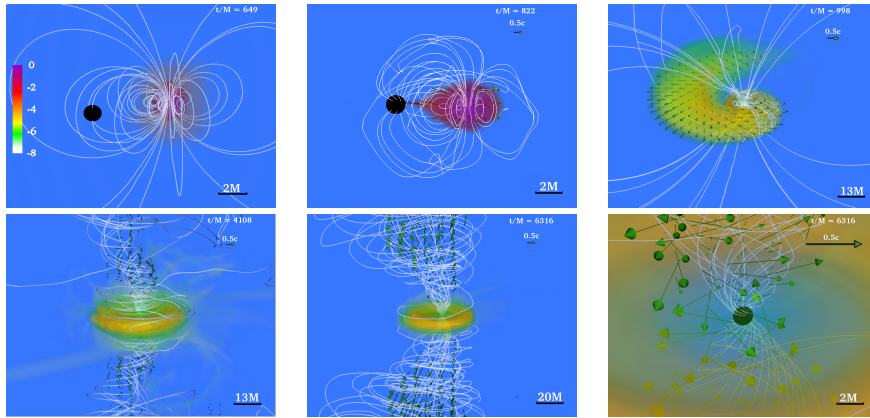 t/M = 649
0
-2
-4
-6
-8
2M
t/M = 822
0.5c
2M
t/M = 998
0.5c
13M
t/M = 4108
0.5c
13M
t/M = 6316
0.5c
20M
t/M = 6316
0.5c
2M